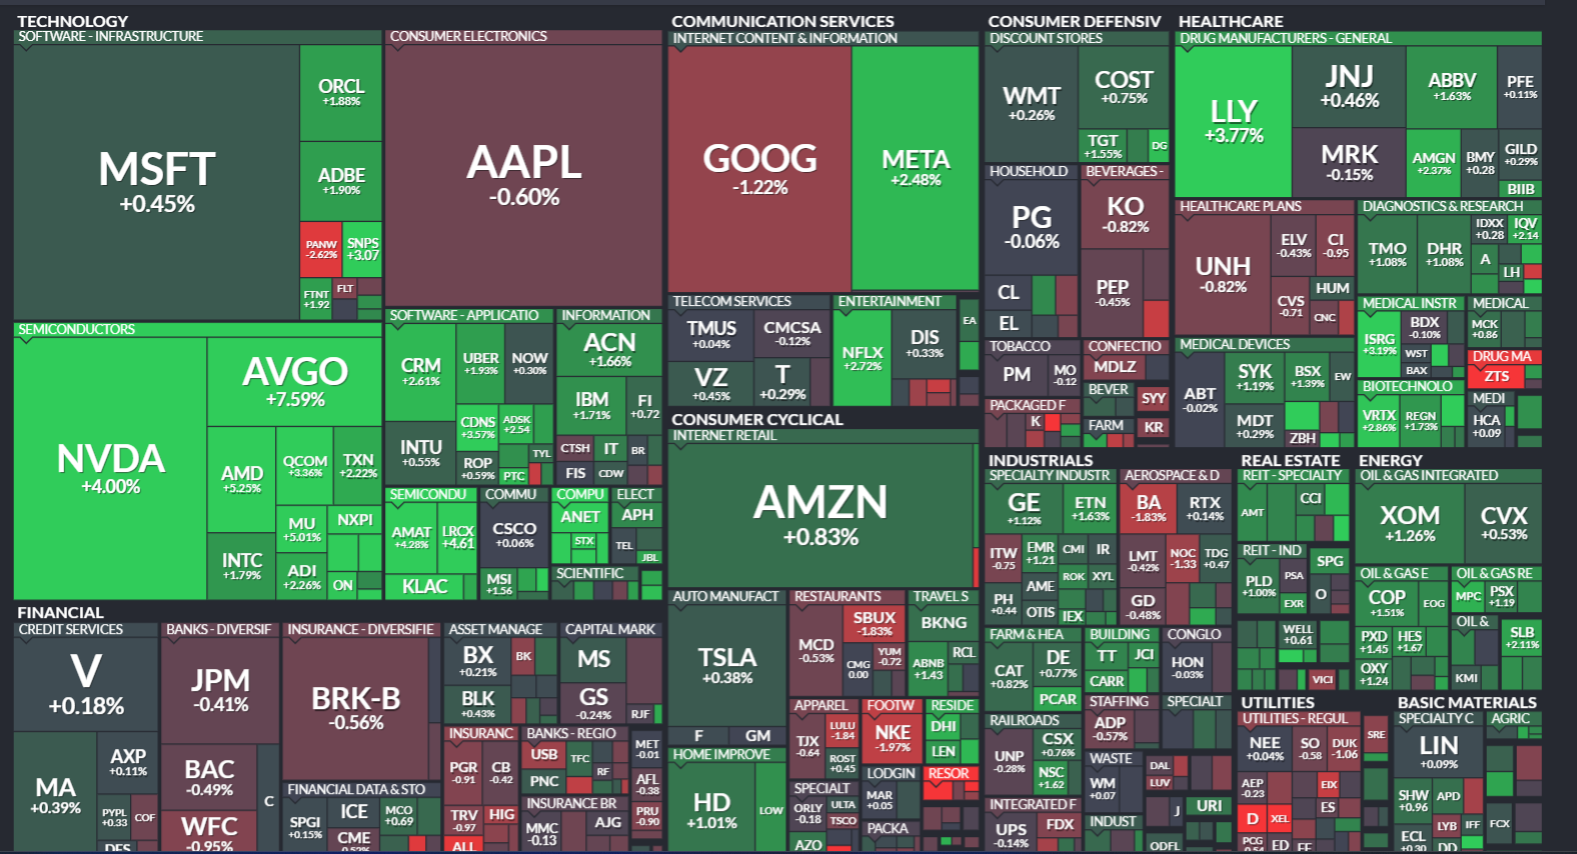 TECHNOLOGY
SOFTWARE - INFRASTRUCTURE
MSFT
+0.45%
ORCL
+1.88%
ADBE
+1.90%
PANW
-2.62%
SNPS
+3.07
FTNT
+1.92
FLT
CONSUMER ELECTRONICS
AAPL
-0.60%
SEMICONDUCTORS
NVDA
+4.00%
AVGO
+7.59%
AMD
+5.25%
QCOM
+3.36%
TXN
+2.22%
MU
+5.01%
NXPI
INTC
+1.79%
ADI
+2.26%
ON
SOFTWARE - APPLICATIO
CRM
+2.61%
UBER
+1.93%
NOW
+0.30%
CDNS
+3.57%
ADSK
+2.54
INTU
+0.55%
ROP
+0.59%
TYL
PTC
INFORMATION
ACN
+1.66%
IBM
+1.71%
FI
+0.72
CTSH
IT
BR
FIS
CDW
SEMICONDU
AMAT
+4.28%
LRCX
+4.61
KLAC
COMMU
CSCO
+0.06%
MSI
+1.56
COMPU
ANET
STX
ELECT
APH
TEL
JBL
SCIENTIFIC
COMMUNICATION SERVICES
INTERNET CONTENT & INFORMATION
GOOG
-1.22%
META
+2.48%
TELECOM SERVICES
TMUS
+0.04%
CMCSA
-0.12%
VZ
+0.45%
T
+0.29%
ENTERTAINMENT
NFLX
+2.72%
DIS
+0.33%
EA
CONSUMER CYCLICAL
INTERNET RETAIL
AMZN
+0.83%
AUTO MANUFACT
TSLA
+0.38%
F
GM
RESTAURANTS
MCD
-0.53%
SBUX
-1.83%
CMG
0.00
YUM
-0.72
TRAVEL S
BKNG
ABNB
+1.43
RCL
HOME IMPROVE
HD
+1.01%
LOW
APPAREL
TJX
-0.64
LULU
-1.84
ROST
+0.45
FOOTW
NKE
-1.97%
RESIDE
DHI
LEN
SPECIALT
ORLY
-0.18
ULTA
TSCO
AZO
LODGIN
MAR
+0.05
RESOR
PACKA
CONSUMER DEFENSIV
DISCOUNT STORES
WMT
+0.26%
COST
+0.75%
TGT
+1.55%
DG
HOUSEHOLD
PG
-0.06%
CL
EL
BEVERAGES -
KO
-0.82%
PEP
-0.45%
TOBACCO
PM
MO
-0.12
CONFECTIO
MDLZ
BEVER
SYY
PACKAGED F
K
FARM
KR
HEALTHCARE
DRUG MANUFACTURERS - GENERAL
LLY
+3.77%
JNJ
+0.46%
ABBV
+1.63%
PFE
+0.11%
MRK
-0.15%
AMGN
+2.37%
BMY
+0.28
GILD
+0.29%
BIIB
HEALTHCARE PLANS
UNH
-0.82%
ELV
-0.43%
CI
-0.95
CVS
-0.71
HUM
CNC
DIAGNOSTICS & RESEARCH
TMO
+1.08%
DHR
+1.08%
IDXX
+0.28
IQV
+2.14
A
LH
MEDICAL DEVICES
ABT
-0.02%
SYK
+1.19%
BSX
+1.39%
EW
MDT
+0.29%
ZBH
MEDICAL INSTR
ISRG
+3.19%
BDX
-0.10%
WST
BAX
MEDICAL
MCK
+0.86
DRUG MA
ZTS
BIOTECHNOLO
VRTX
+2.86%
REGN
+1.73%
MEDI
HCA
+0.09
FINANCIAL
CREDIT SERVICES
V
+0.18%
MA
+0.39%
AXP
+0.11%
PYPL
+0.33
COF
DFS
BANKS - DIVERSIF
JPM
-0.41%
BAC
-0.49%
C
WFC
-0.95%
INSURANCE - DIVERSIFIE
BRK-B
-0.56%
FINANCIAL DATA & STO
SPGI
+0.15%
ICE
MCO
+0.69
CME
ASSET MANAGE
BX
+0.21%
BK
BLK
+0.43%
CAPITAL MARK
MS
GS
-0.24%
RJF
INSURANC
PGR
-0.91
CB
-0.42
TRV
-0.97
HIG
ALL
BANKS - REGIO
USB
TFC
PNC
RF
MET
-0.01
AFL
-0.38
PRU
-0.90
INSURANCE BR
MMC
-0.13
AJG
INDUSTRIALS
SPECIALTY INDUSTR
GE
+1.12%
ETN
+1.63%
ITW
-0.75
EMR
+1.21
CMI
IR
ROK
XYL
PH
+0.44
AME
OTIS
IEX
AEROSPACE & D
BA
-1.83%
RTX
+0.14%
LMT
-0.42%
NOC
-1.33
TDG
+0.47
GD
-0.48%
FARM & HEA
CAT
+0.82%
DE
+0.77%
PCAR
BUILDING
TT
JCI
CARR
CONGLO
HON
-0.03%
RAILROADS
UNP
-0.28%
CSX
+0.76%
NSC
+1.62
STAFFING
ADP
-0.57%
SPECIALT
WASTE
WM
+0.07
DAL
LUV
J
URI
INTEGRATED F
UPS
-0.14%
FDX
INDUST
ODFL
REAL ESTATE
REIT - SPECIALTY
AMT
CCI
REIT - IND
PLD
+1.00%
PSA
EXR
SPG
O
WELL
+0.61
VICI
ENERGY
OIL & GAS INTEGRATED
XOM
+1.26%
CVX
+0.53%
OIL & GAS E
COP
+1.51%
EOG
PXD
+1.45
HES
+1.67
OXY
+1.24
OIL & GAS RE
MPC
PSX
+1.19
OIL &
KMI
SLB
+2.11%
UTILITIES
UTILITIES - REGUL
NEE
+0.04%
SO
-0.58
DUK
-1.06
SRE
AEP
-0.23
EIX
D
XEL
ES
PCG
-0.54
ED
EE
BASIC MATERIALS
SPECIALTY C
LIN
+0.09%
SHW
+0.96
APD
ECL
+0.30
LYB
IFF
DD
AGRIC
FCX